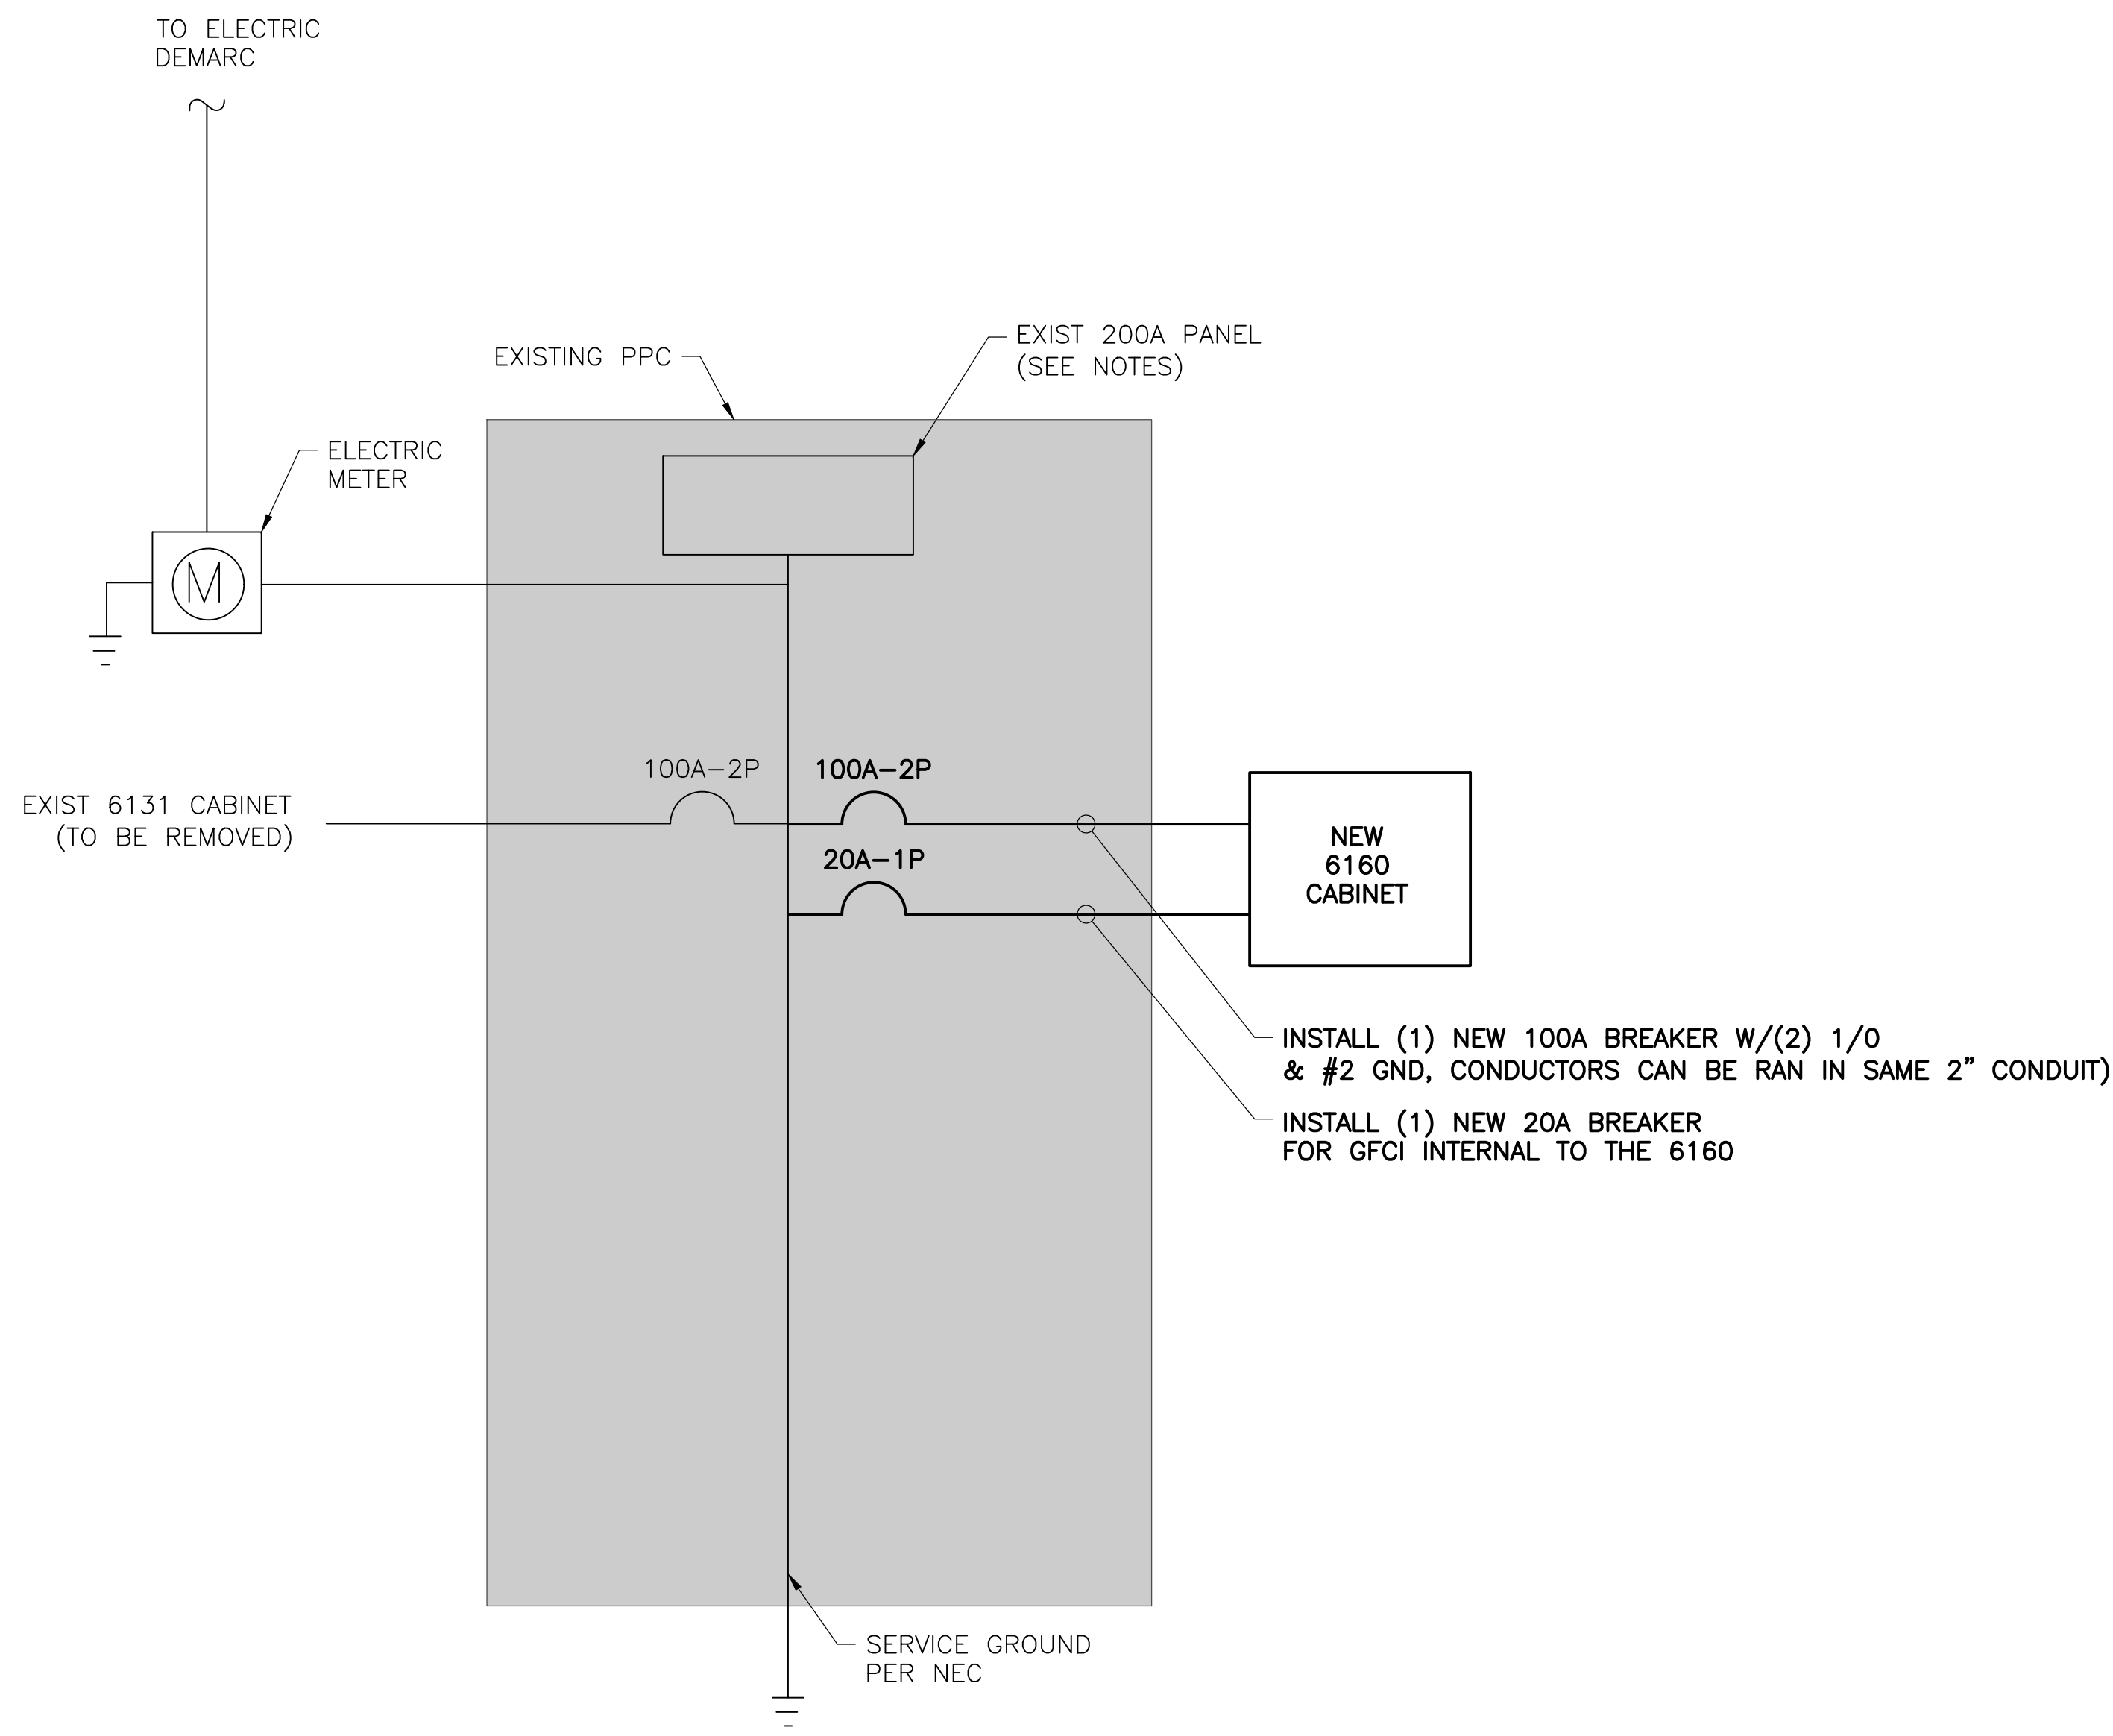 TO ELECTRIC
DEMARC
EXIST 200A PANEL
(SEE NOTES)
EXISTING PPC
ELECTRIC
METER
M
100A-2P
100A-2P
EXIST 6131 CABINET
(TO BE REMOVED)
20A-1P
NEW
6160
CABINET
INSTALL (1) NEW 100A BREAKER W/(2) 1/0
& #2 GND, CONDUCTORS CAN BE RAN IN SAME 2" CONDUIT)
INSTALL (1) NEW 20A BREAKER
FOR GFCI INTERNAL TO THE 6160
SERVICE GROUND
PER NEC